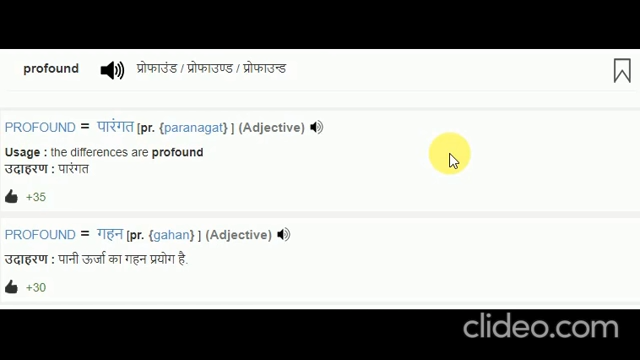 profound प्रोफाउंड / प्रोफाउण्ड / प्रोफाउन्ड
PROFOUND = पारंगत [pr. {paranagat} ] (Adjective)
Usage : the differences are profound
उदाहरण : पारंगत
+35
PROFOUND = गहन [pr. {gahan} ] (Adjective)
उदाहरण : पानी ऊर्जा का गहन प्रयोग है.
+30
clideo.com